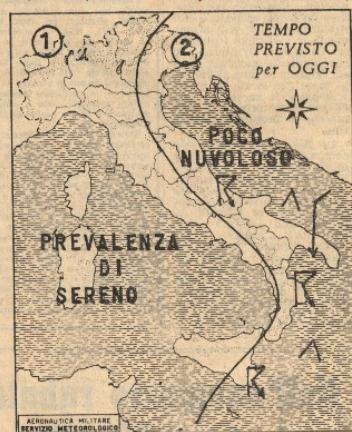 TEMPO
PREVISTO
per OGGI
1
2
POCO
NUVOLOSO
PREVALENZA
DI
SERENO
AERONAUTICA MILITARE
SERVIZIO METEOROLOGICO